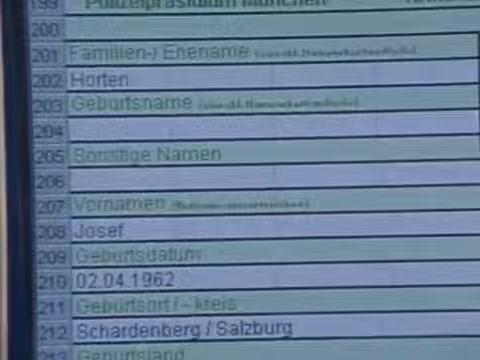 199 Polizeipräsidium München
200
201 Familien-/ Ehename
202 Horten
203 Geburtsname
204
205 Sonstige Namen
206
207 Vornamen
208 Josef
209 Geburtsdatum
210 02.04.1962
211 Geburtsort / - kreis
212 Schardenberg / Salzburg
213 Geburtsland